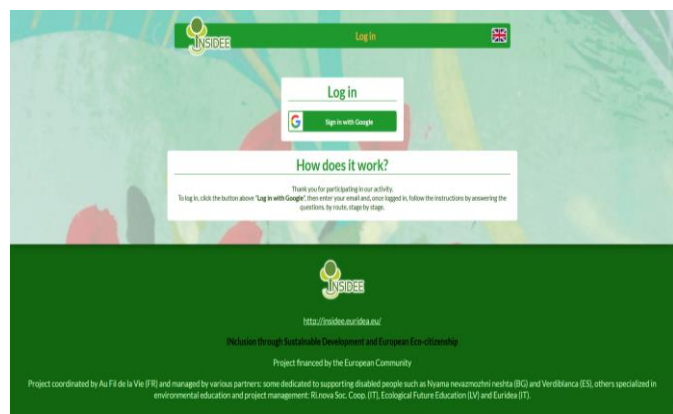 INSIDEE
Log in
Log in
G
Sign in with Google
How does it work?
Thank you for participating in our activity.
To log in, click the button above "Log in with Google", then enter your email and, once logged in, follow the instructions by answering the
questions, by route, stage by stage.
INSIDEE
http://insidee.euridea.eu/
INclusion through Sustainable Development and European Eco-citizenship
Project financed by the European Community
Project coordinated by Au Fil de la Vie (FR) and managed by various partners: some dedicated to supporting disabled people such as Nyama nevazmozhni neshta (BG) and Verdiblanca (ES), others specialized in
environmental education and project management: Ri.nova Soc. Coop. (IT), Ecological Future Education (LV) and Euridea (IT).